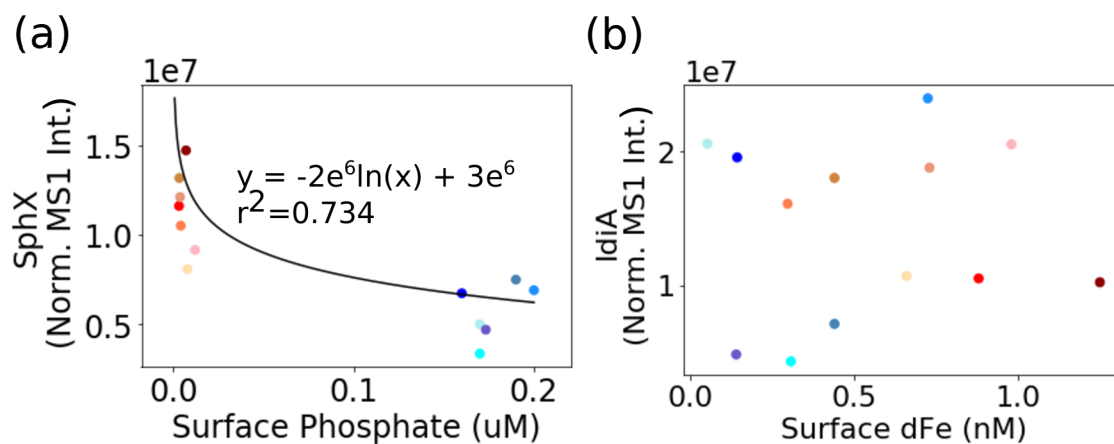 (a)
1e7
SphX
(Norm. MS1 Int.)
1.5
1.0
0.5
y = -2e⁶ln(x) + 3e⁶
r²=0.734
0.0 0.1 0.2
Surface Phosphate (uM)
(b)
1e7
IdiA
(Norm. MS1 Int.)
2
1
0.0 0.5 1.0
Surface dFe (nM)